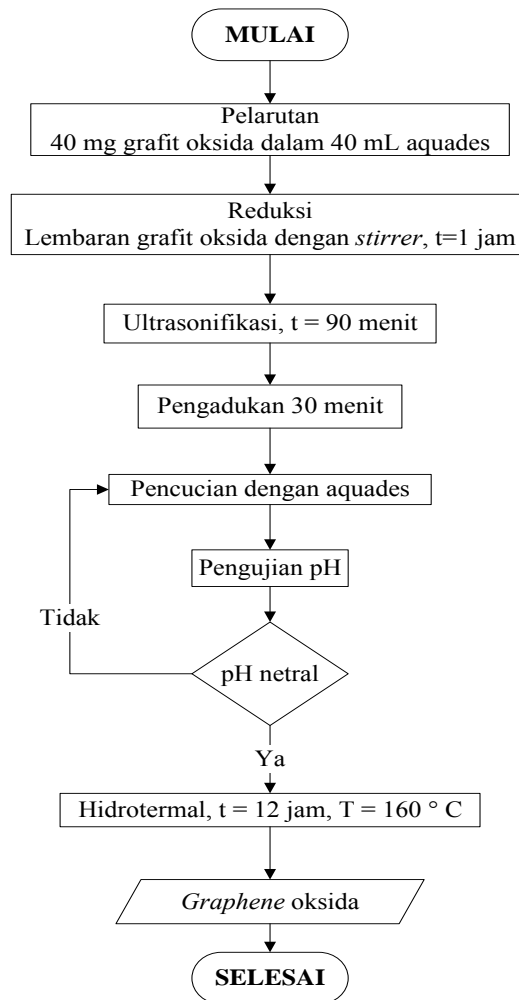 MULAI
Pelarutan
40 mg grafit oksida dalam 40 mL aquades
Reduksi
Lembaran grafit oksida dengan stirrer, t=1 jam
Ultrasonifikasi, t = 90 menit
Pengadukan 30 menit
Pencucian dengan aquades
Pengujian pH
Tidak
pH netral
Ya
Hidrotermal, t = 12 jam, T = 160 ° C
Graphene oksida
SELESAI